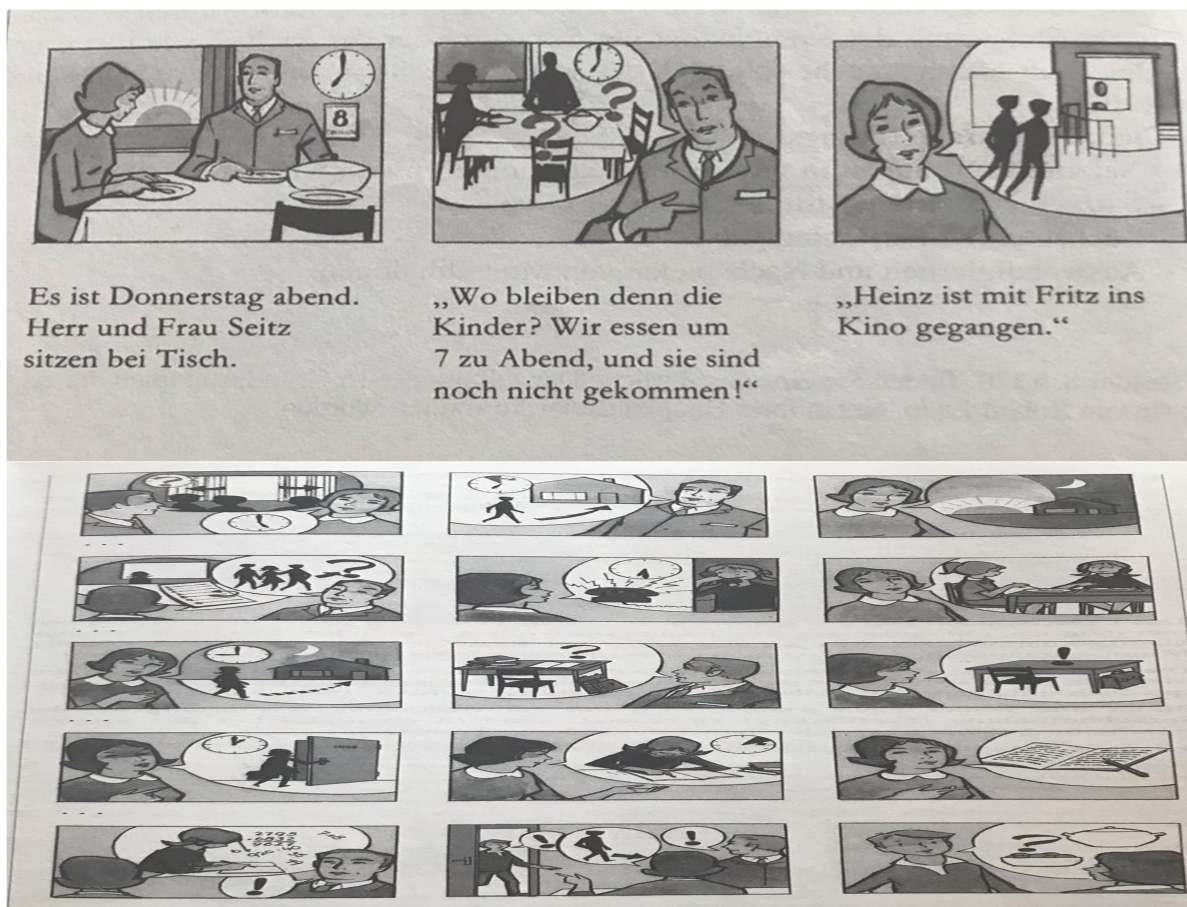 8
Es ist Donnerstag abend.
Herr und Frau Seitz
sitzen bei Tisch.
„Wo bleiben denn die
Kinder? Wir essen um
7 zu Abend, und sie sind
noch nicht gekommen!“
„Heinz ist mit Fritz ins
Kino gegangen.“
. . .
. . .
. . .
. . .